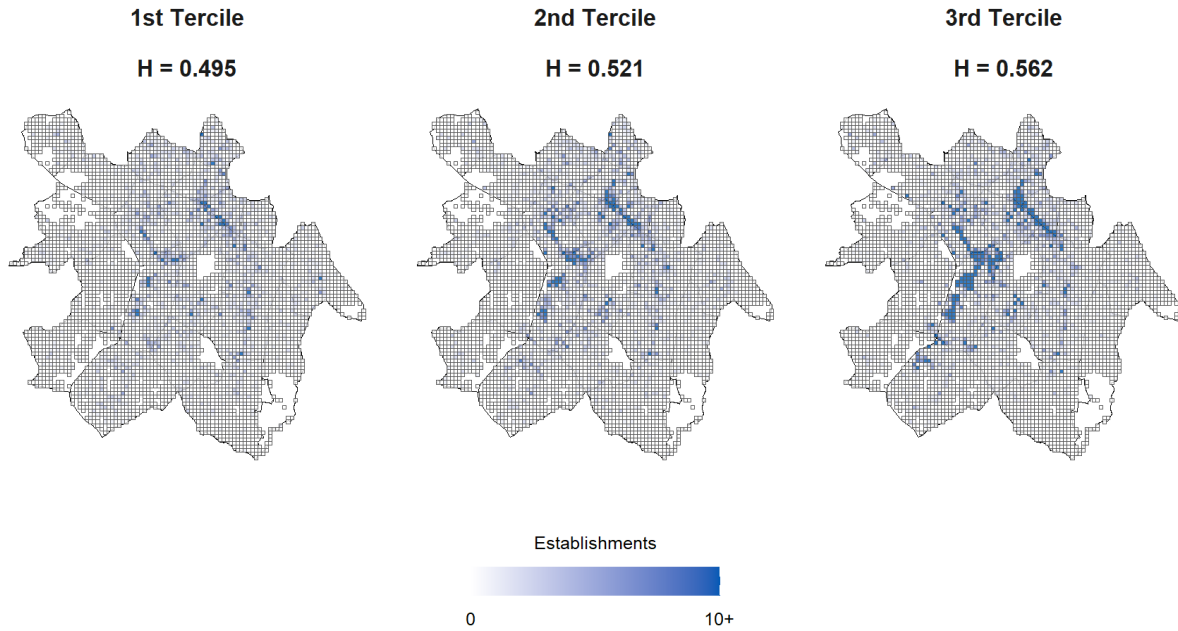 1st Tercile
2nd Tercile
3rd Tercile
H = 0.495
H = 0.521
H = 0.562
Establishments
0
10+